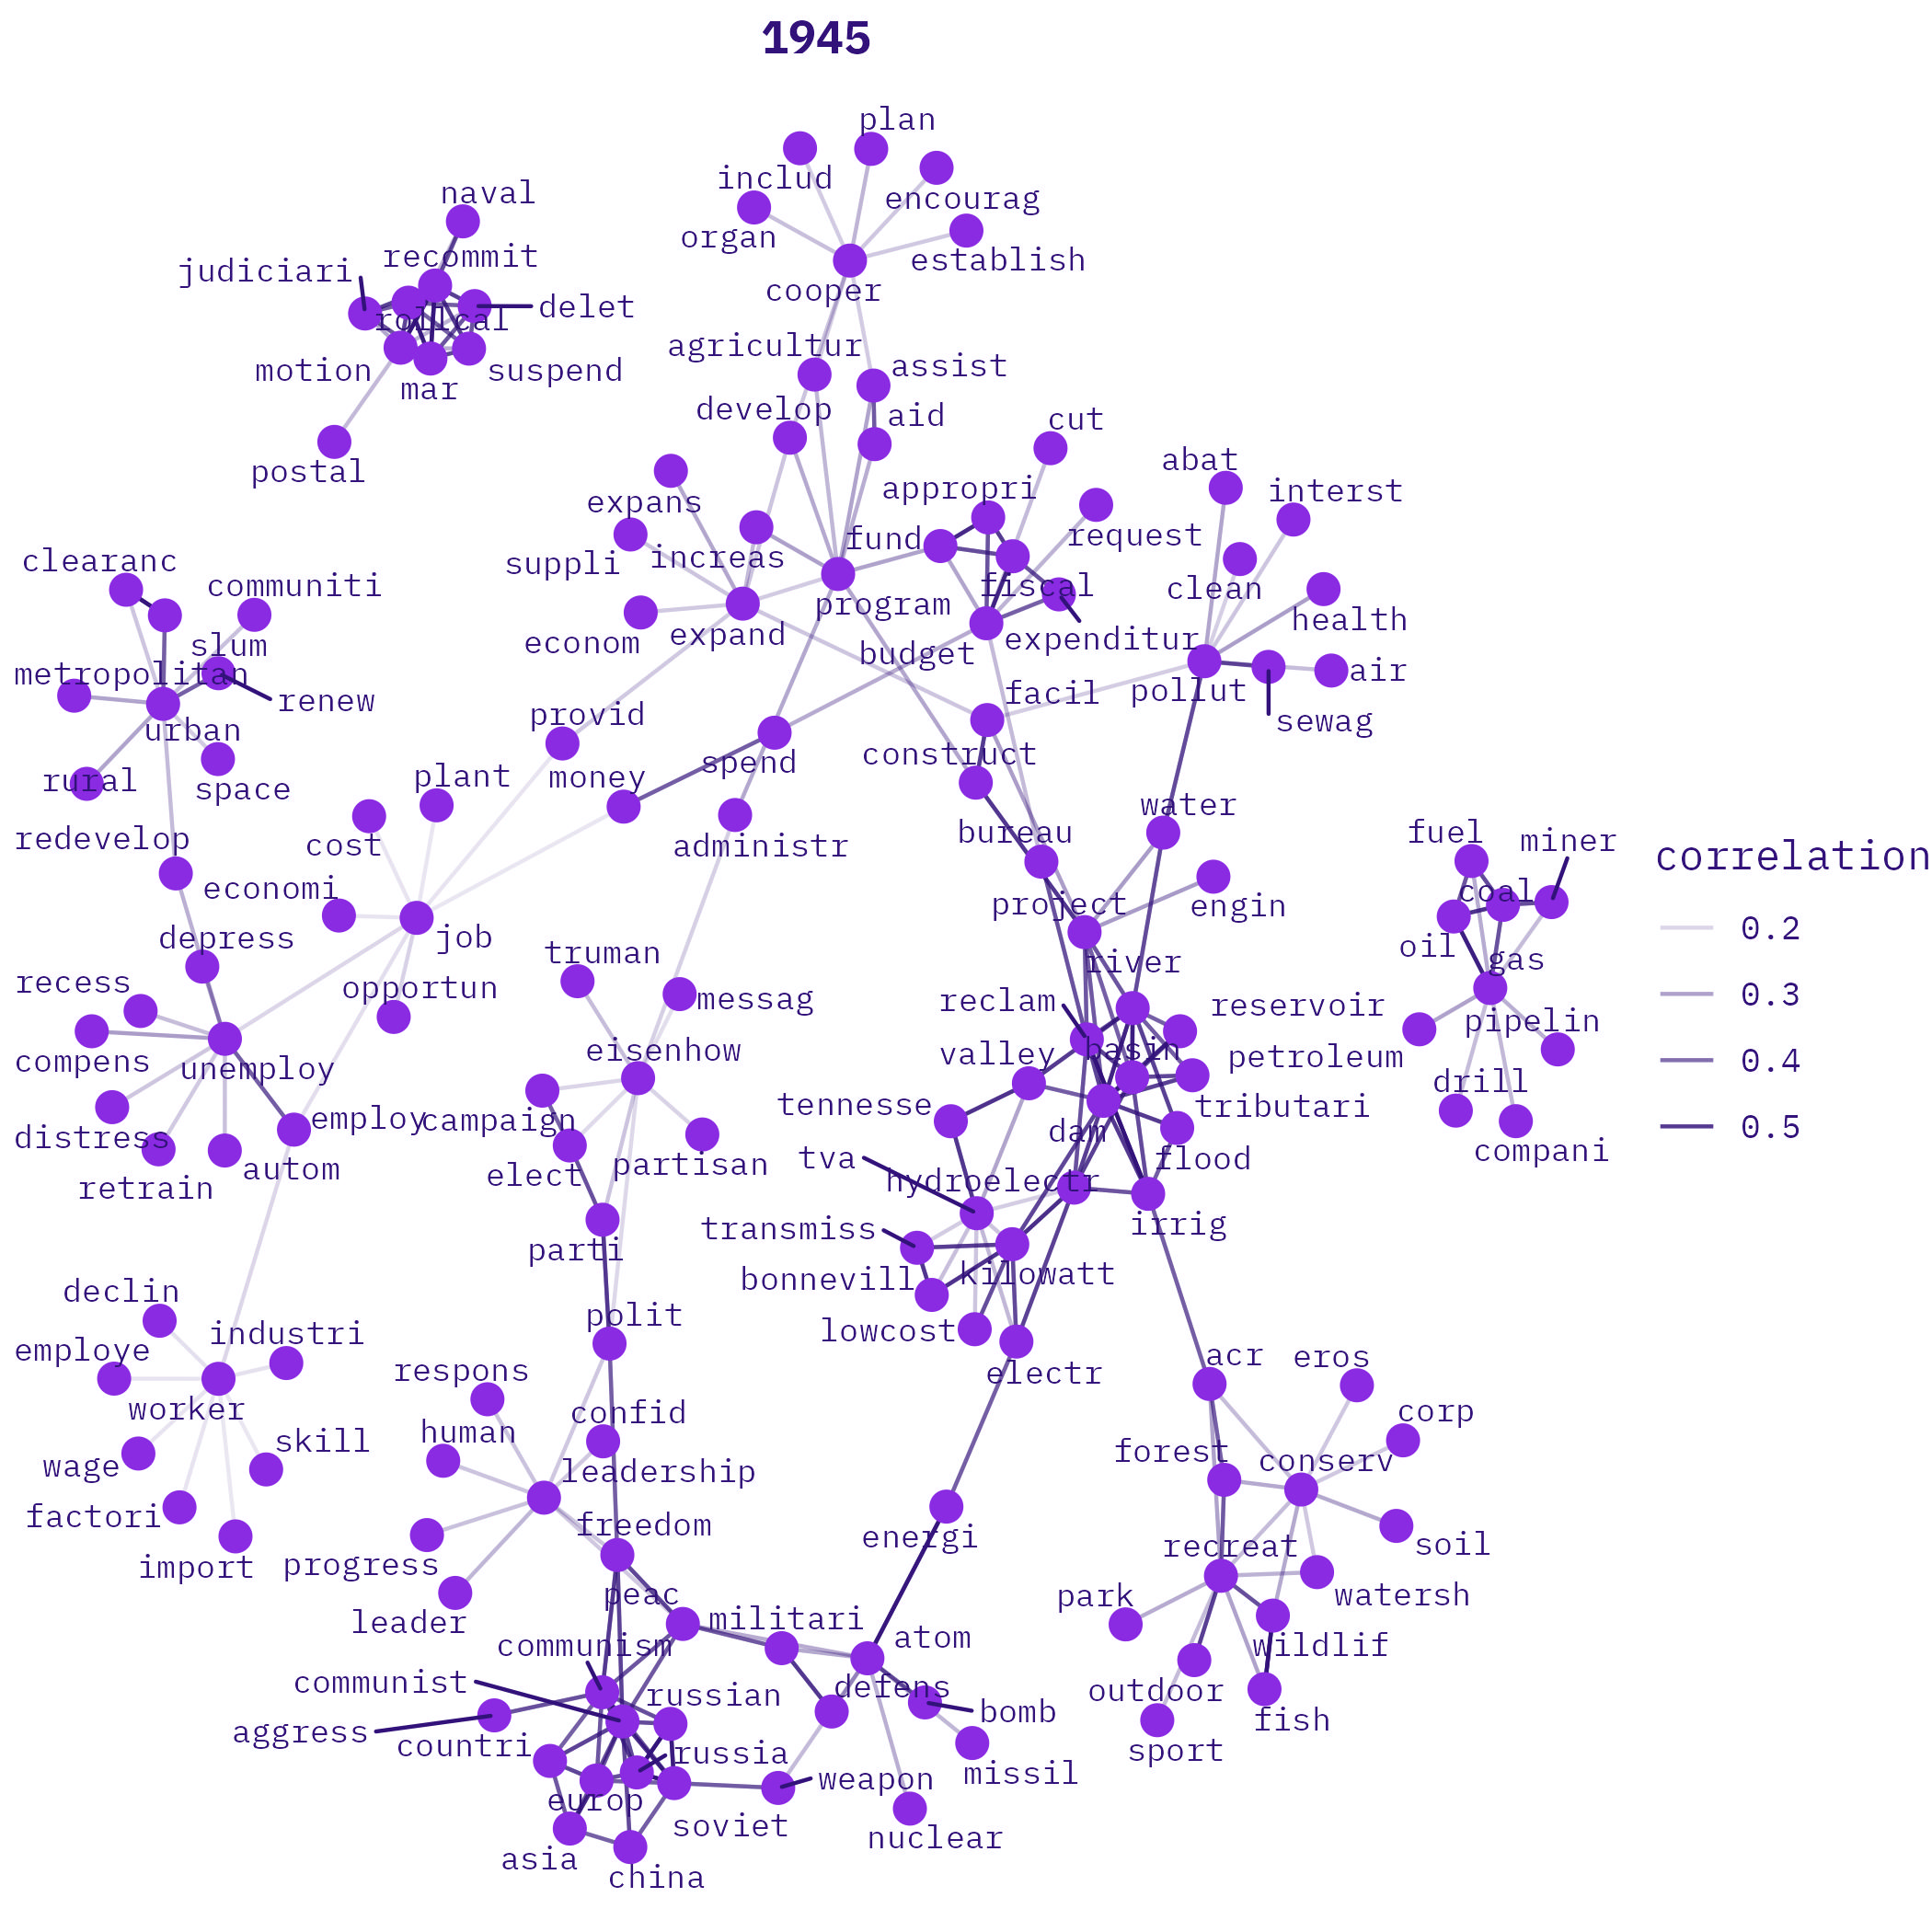 1945
plan
includ
encourag
organ
establish
cooper
naval
recommit
judiciari
rollcal
delet
motion
mar
suspend
postal
agricultur
assist
develop
aid
cut
expans
appropri
abat
interst
suppli
increas
fund
request
fiscal
clean
econom
expand
program
expenditur
health
budget
clearanc
communiti
slum
metropolitan
renew
urban
rural
space
redevelop
provid
facil
pollut
air
sewag
plant
money
spend
construct
cost
administr
bureau
water
economi
job
project
engin
depress
fuel
miner
coal
oil
gas
pipelin
drill
compani
correlation
0.2
0.3
0.4
0.5
recess
opportun
truman
messag
river
reclam
reservoir
compens
unemploy
eisenhow
valley
basin
petroleum
distress
employ
campaign
tennesse
tributari
dam
retrain
autom
elect
partisan
tva
flood
hydroelectr
irrig
parti
transmiss
bonnevill
kilowatt
lowcost
electr
declin
industri
employe
worker
wage
skill
factori
import
polit
respons
human
confid
leadership
progress
freedom
leader
peac
energi
acr
eros
corp
forest
conserv
soil
recreat
park
watersh
wildlif
outdoor
fish
sport
communism
militari
atom
communist
russian
defens
bomb
aggress
countri
russia
weapon
missil
europ
soviet
nuclear
asia
china